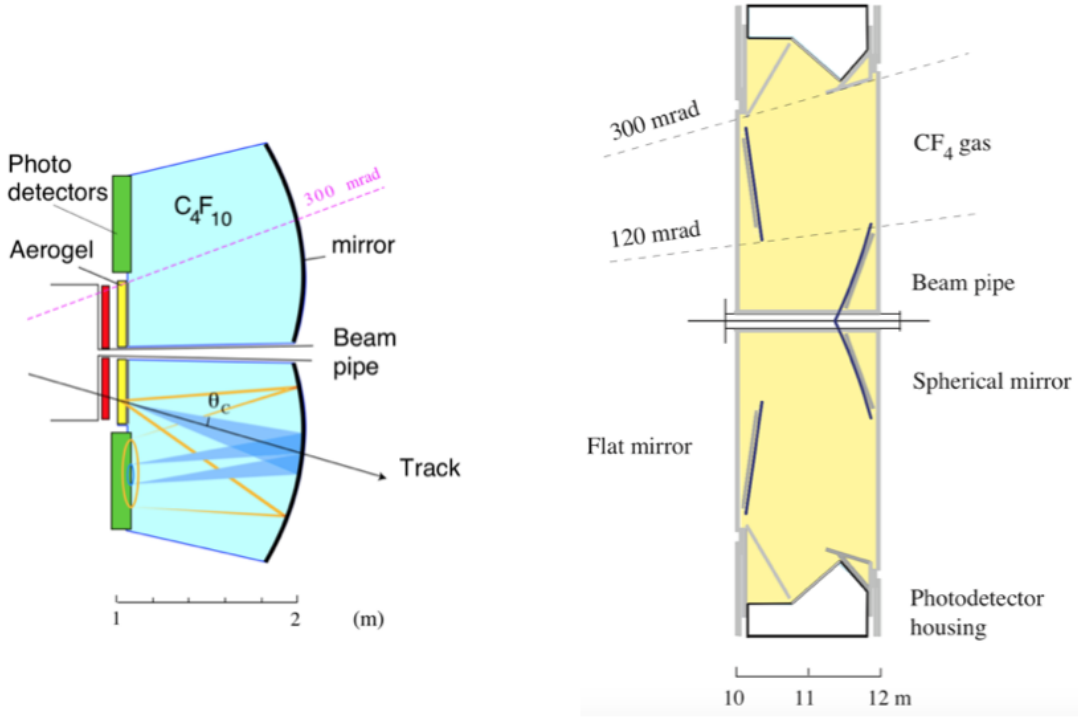 Photo
detectors
Aerogel
C4F10
300 mrad
mirror
Beam
pipe
θC
Track
1
2
(m)
300 mrad
CF4 gas
120 mrad
Beam pipe
Spherical mirror
Flat mirror
Photodetector
housing
10
11
12 m